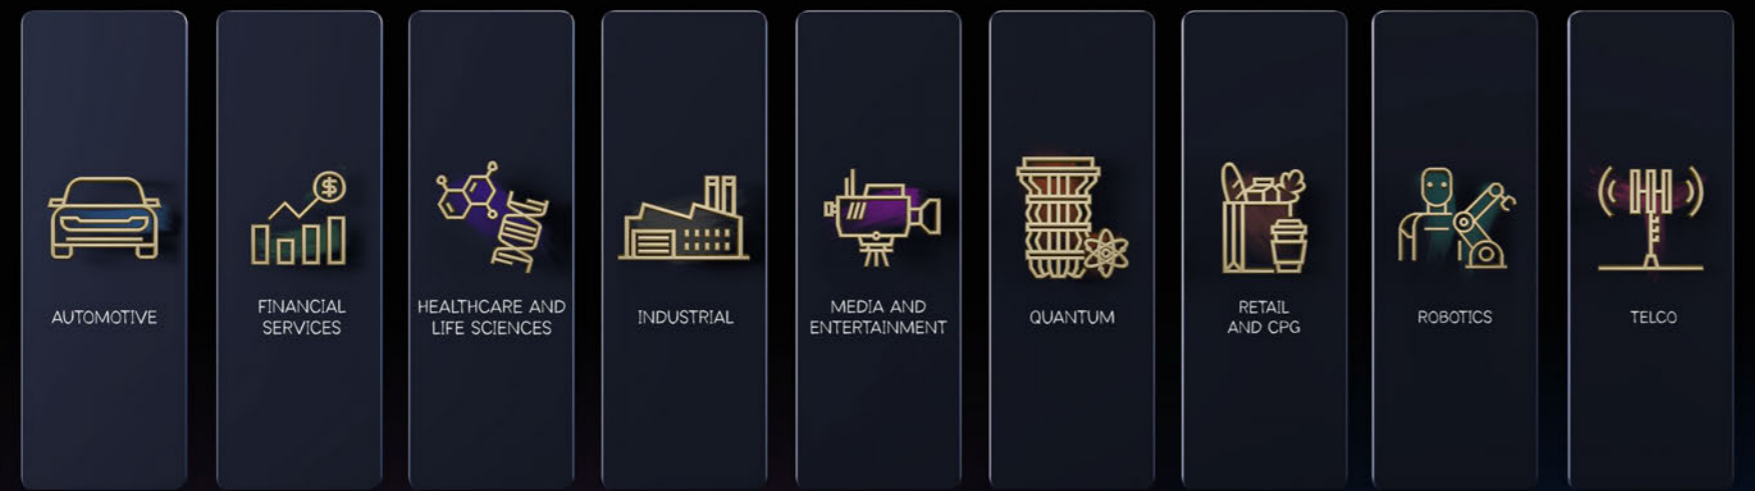 AUTOMOTIVE
FINANCIAL
SERVICES
HEALTHCARE AND
LIFE SCIENCES
INDUSTRIAL
MEDIA AND
ENTERTAINMENT
QUANTUM
RETAIL
AND CPG
ROBOTICS
TELCO
$